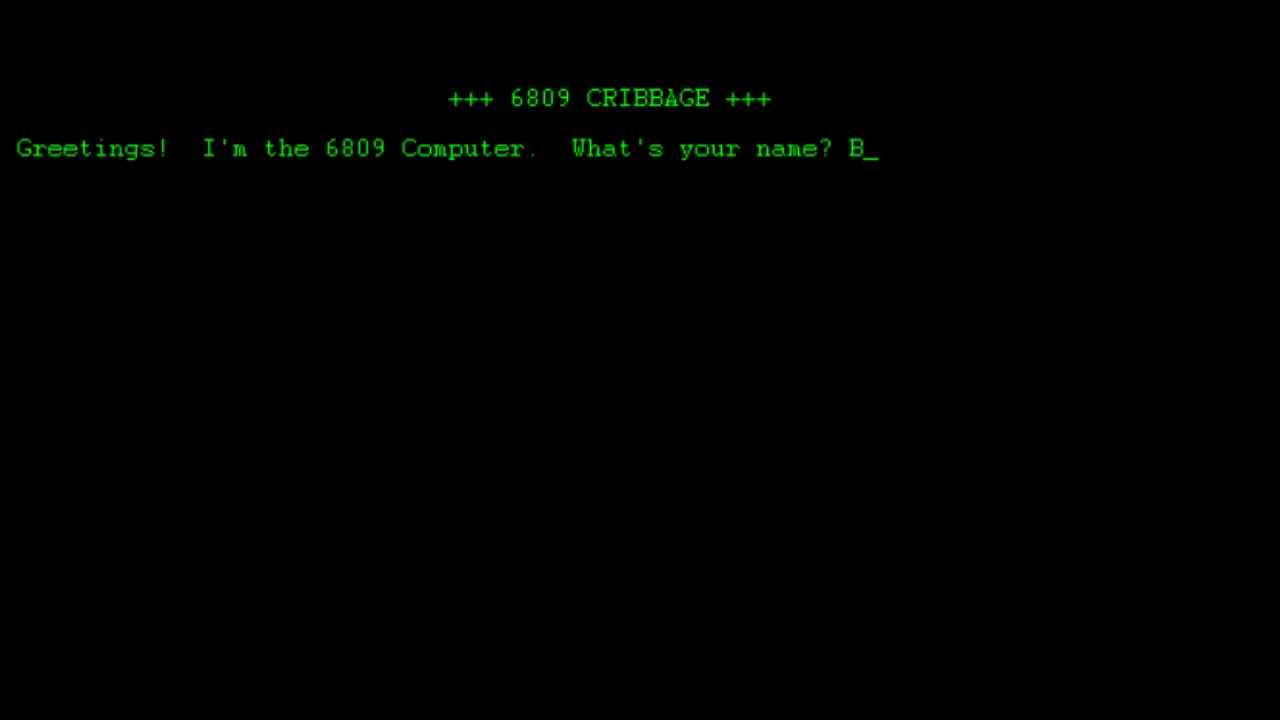 +++ 6809 CRIBBAGE +++
Greetings!  I'm the 6809 Computer.  What's your name? B_